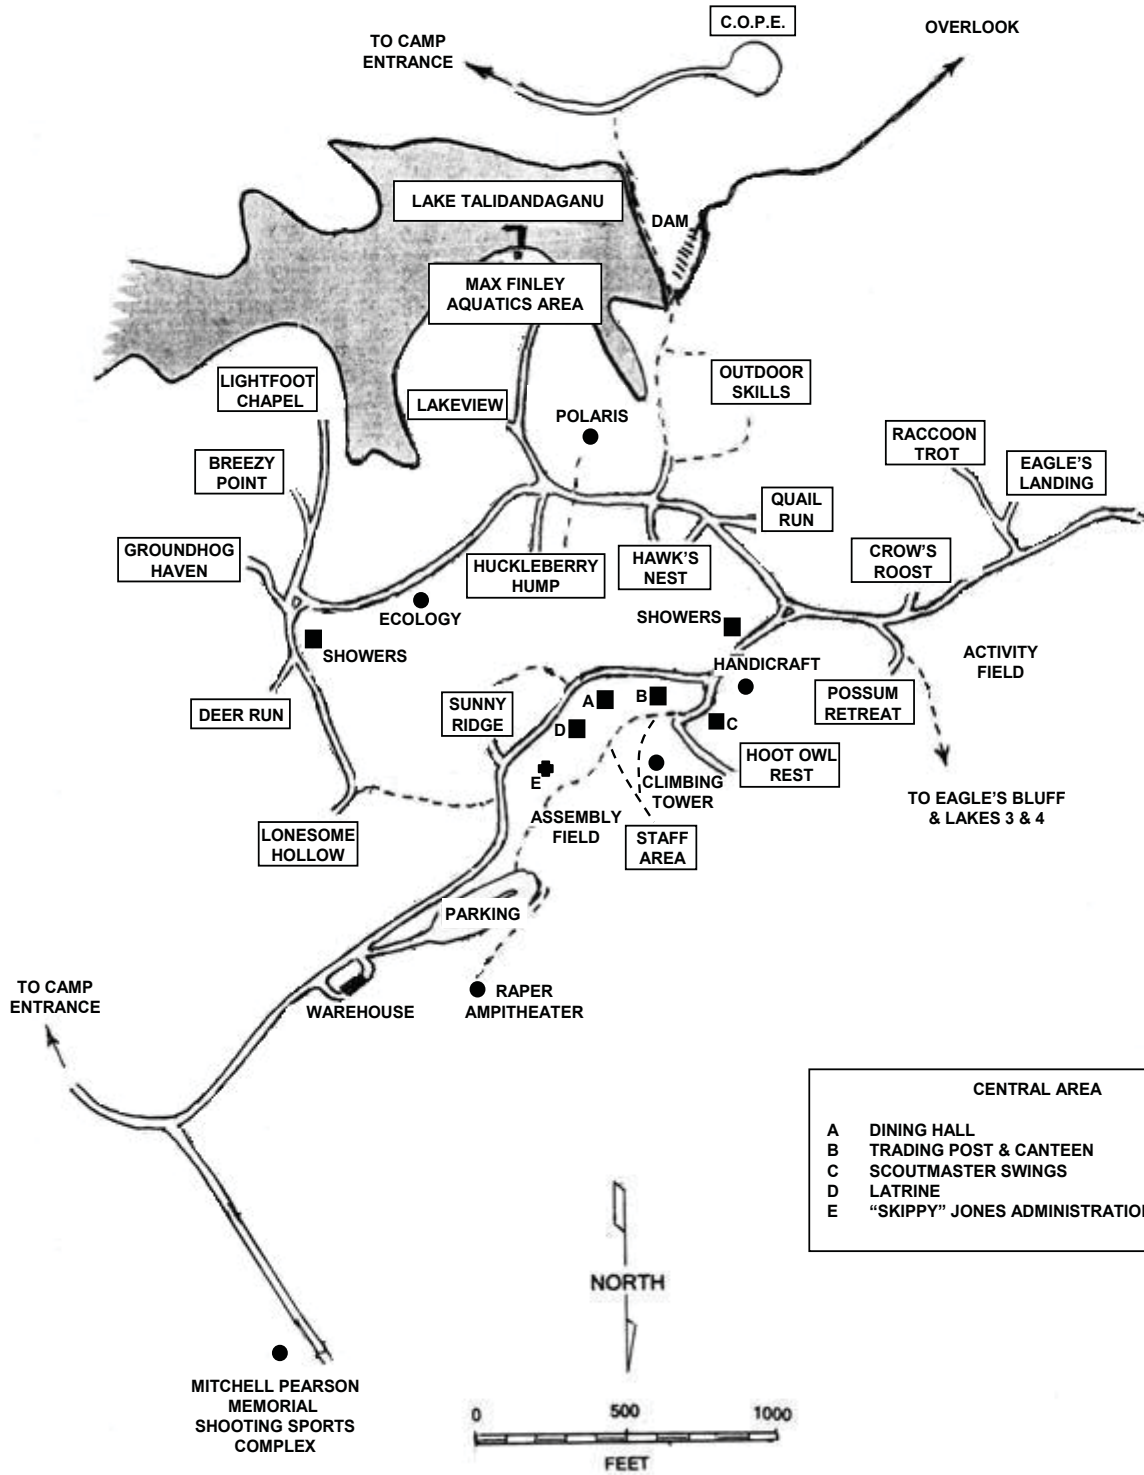 C.O.P.E.
OVERLOOK
TO CAMP
ENTRANCE
LAKE TALIDANDAGANU
DAM
MAX FINLEY
AQUATICS AREA
LIGHTFOOT
CHAPEL
LAKEVIEW
POLARIS
OUTDOOR
SKILLS
RACCOON
TROT
BREEZY
POINT
EAGLE'S
LANDING
QUAIL
RUN
GROUNDHOG
HAVEN
HUCKLEBERRY
HUMP
HAWK'S
NEST
CROW'S
ROOST
ECOLOGY
SHOWERS
SHOWERS
HANDICRAFT
ACTIVITY
FIELD
DEER RUN
SUNNY
RIDGE
A
B
C
D
E
POSSUM
RETREAT
HOOT OWL
REST
CLIMBING
TOWER
TO EAGLE'S BLUFF
& LAKES 3 & 4
LONESOME
HOLLOW
ASSEMBLY
FIELD
STAFF
AREA
PARKING
TO CAMP
ENTRANCE
WAREHOUSE
RAPER
AMPITHEATER
CENTRAL AREA
A DINING HALL
B TRADING POST & CANTEEN
C SCOUTMASTER SWINGS
D LATRINE
E “SKIPPY” JONES ADMINISTRATION
NORTH
MITCHELL PEARSON
MEMORIAL
SHOOTING SPORTS
COMPLEX
0 500 1000
FEET